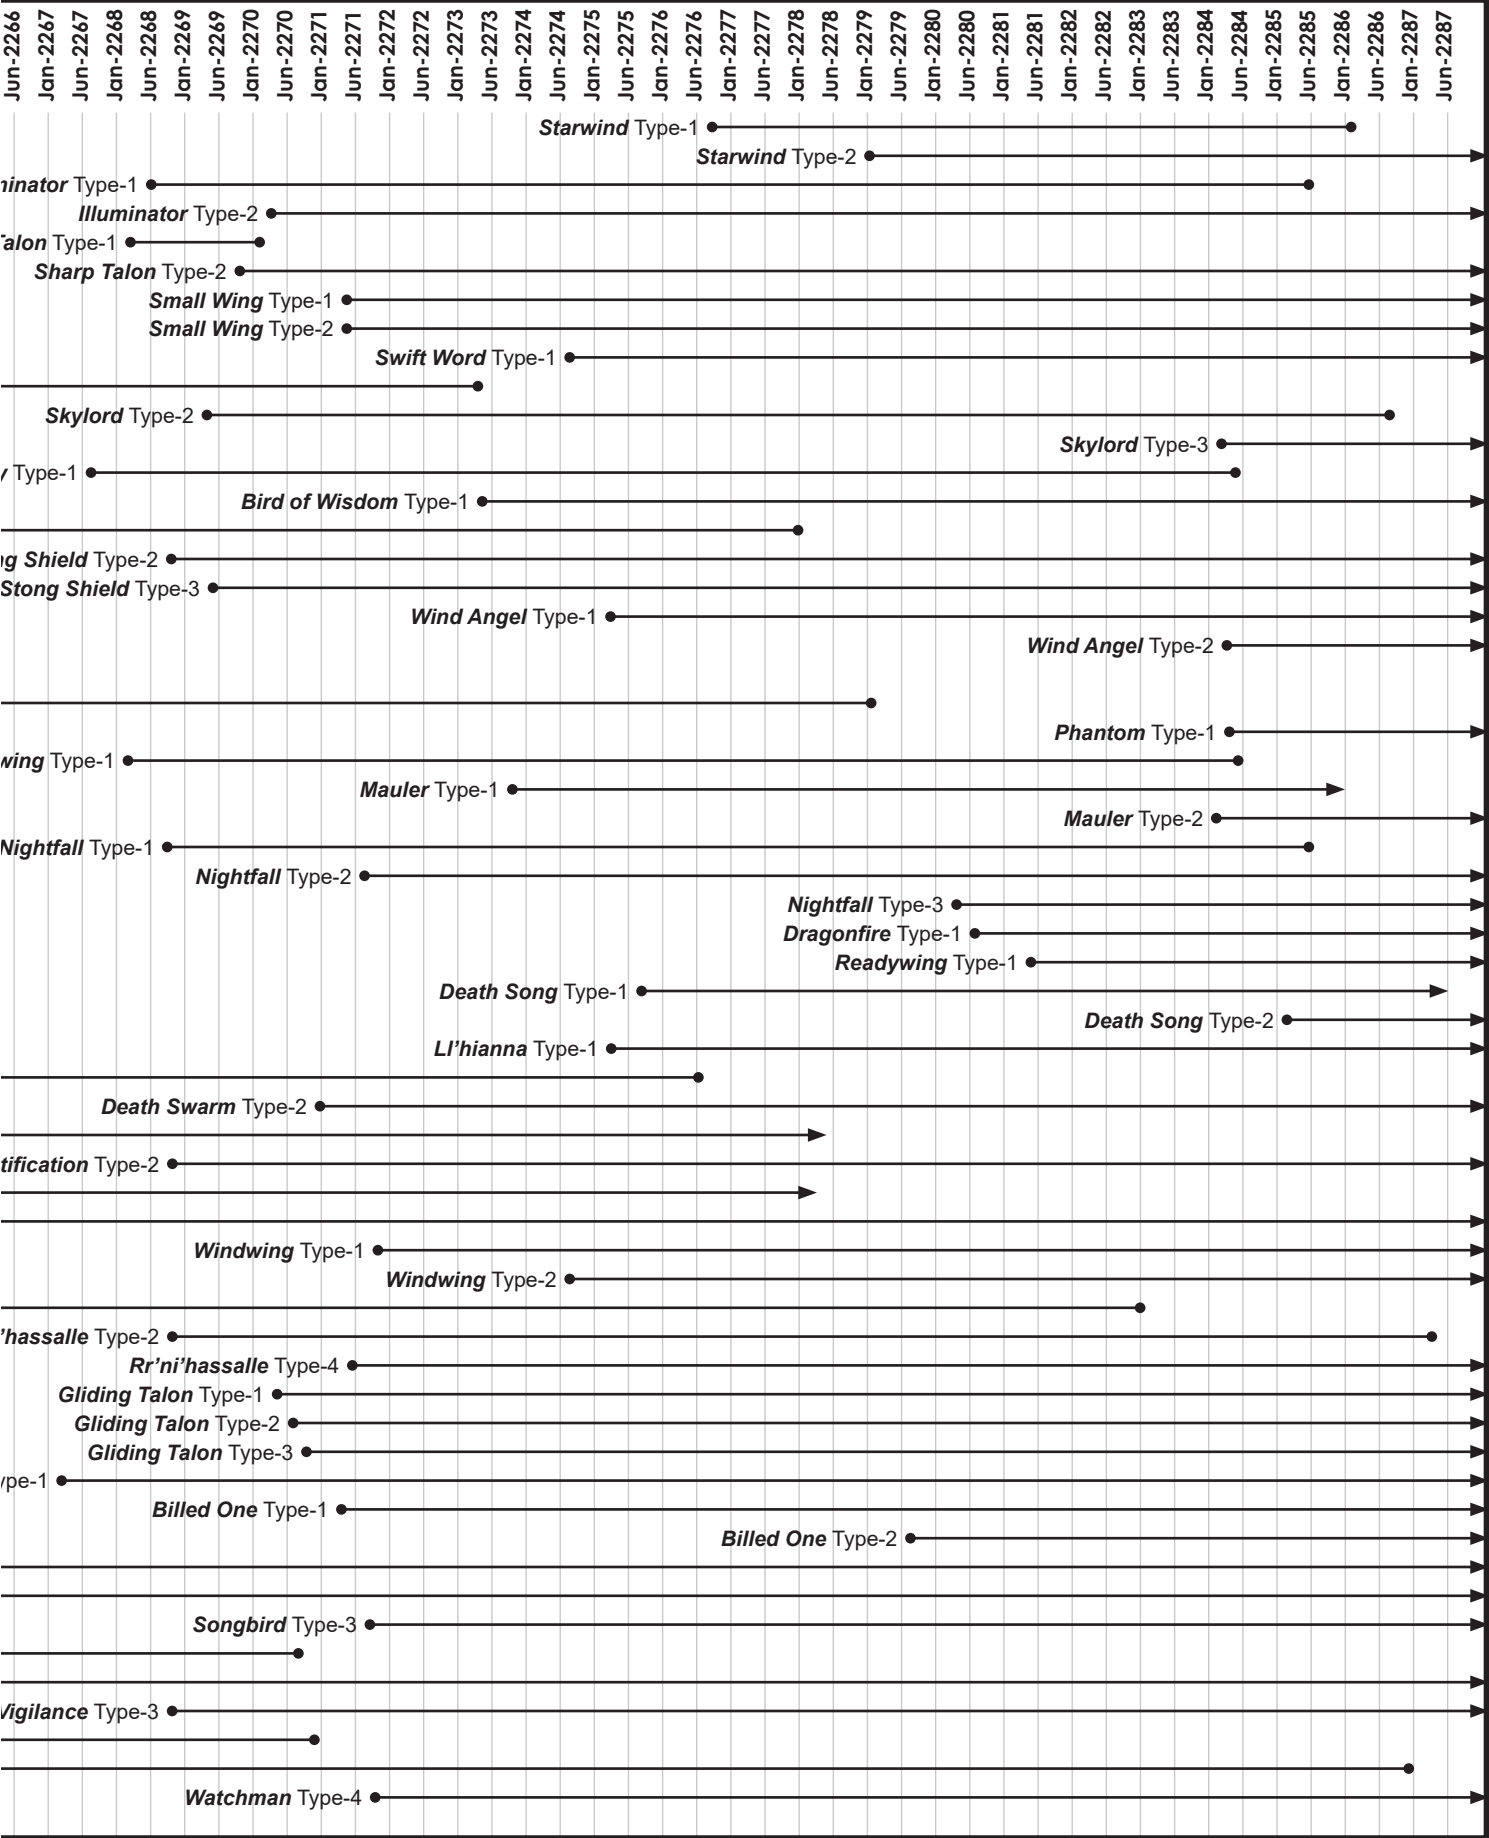 Jun-2266
Jan-2267
Jun-2267
Jan-2268
Jun-2268
Jan-2269
Jun-2269
Jan-2270
Jun-2270
Jan-2271
Jun-2271
Jan-2272
Jun-2272
Jan-2273
Jun-2273
Jan-2274
Jun-2274
Jan-2275
Jun-2275
Jan-2276
Jun-2276
Jan-2277
Jun-2277
Jan-2278
Jun-2278
Jan-2279
Jun-2279
Jan-2280
Jun-2280
Jan-2281
Jun-2281
Jan-2282
Jun-2282
Jan-2283
Jun-2283
Jan-2284
Jun-2284
Jan-2285
Jun-2285
Jan-2286
Jun-2286
Jan-2287
Jun-2287
Starwind Type-1
Starwind Type-2
minator Type-1
Illuminator Type-2
Talon Type-1
Sharp Talon Type-2
Small Wing Type-1
Small Wing Type-2
Swift Word Type-1
Skylord Type-2
Skylord Type-3
y Type-1
Bird of Wisdom Type-1
ng Shield Type-2
Stong Shield Type-3
Wind Angel Type-1
Wind Angel Type-2
Phantom Type-1
wing Type-1
Mauler Type-1
Mauler Type-2
Nightfall Type-1
Nightfall Type-2
Nightfall Type-3
Dragonfire Type-1
Readywing Type-1
Death Song Type-1
Death Song Type-2
Ll’hianna Type-1
Death Swarm Type-2
tification Type-2
Windwing Type-1
Windwing Type-2
’hassalle Type-2
Rr’ni’hassalle Type-4
Gliding Talon Type-1
Gliding Talon Type-2
Gliding Talon Type-3
ype-1
Billed One Type-1
Billed One Type-2
Songbird Type-3
Vigilance Type-3
Watchman Type-4